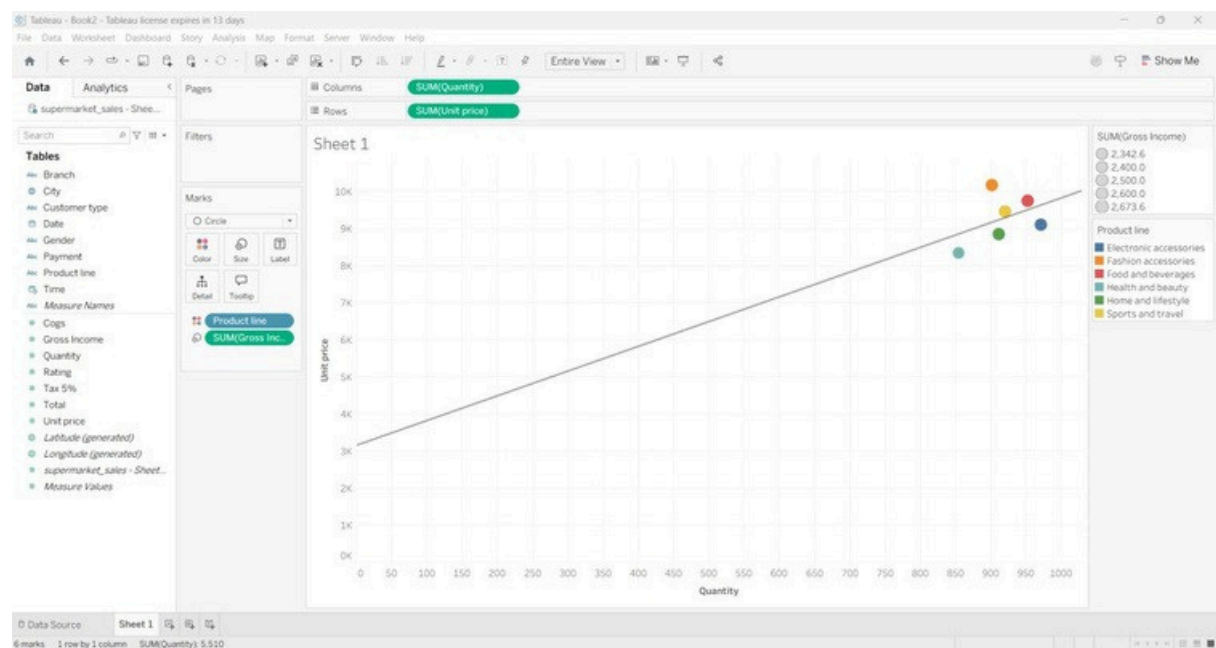 Tableau - Book2 - Tableau license expires in 13 days
File Data Worksheet Dashboard Story Analysis Map Format Server Window Help
Entire View
Show Me
Data Analytics
supermarket_sales - Shee...
Search
Tables
Abc Branch
City
Abc Customer type
Date
Abc Gender
Abc Payment
Abc Product line
Time
Abc Measure Names
Cogs
Gross Income
Quantity
Rating
Tax 5%
Total
Unit price
Latitude (generated)
Longitude (generated)
supermarket_sales - Sheet...
Measure Values
Pages
Filters
Marks
Circle
Color Size Label
Detail Tooltip
Product line
SUM(Gross Inc..
Columns SUM(Quantity)
Rows SUM(Unit price)
Sheet 1
10K
9K
8K
7K
6K
5K
4K
3K
2K
1K
0K
Unit price
0 50 100 150 200 250 300 350 400 450 500 550 600 650 700 750 800 850 900 950 1000
Quantity
SUM(Gross Income)
2,342.6
2,400.0
2,500.0
2,600.0
2,673.6
Product line
Electronic accessories
Fashion accessories
Food and beverages
Health and beauty
Home and lifestyle
Sports and travel
Data Source Sheet 1
6 marks 1 row by 1 column SUM(Quantity): 5,510